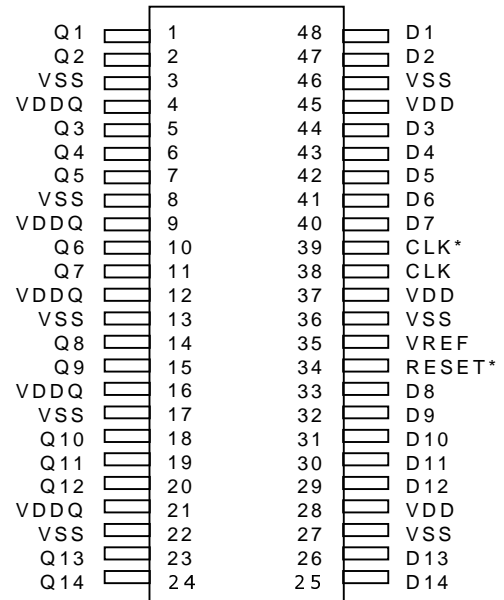 Q1 1 48 D1
Q2 2 47 D2
VSS 3 46 VSS
VDDQ 4 45 VDD
Q3 5 44 D3
Q4 6 43 D4
Q5 7 42 D5
VSS 8 41 D6
VDDQ 9 40 D7
Q6 10 39 CLK*
Q7 11 38 CLK
VDDQ 12 37 VDD
VSS 13 36 VSS
Q8 14 35 VREF
Q9 15 34 RESET*
VDDQ 16 33 D8
VSS 17 32 D9
Q10 18 31 D10
Q11 19 30 D11
Q12 20 29 D12
VDDQ 21 28 VDD
VSS 22 27 VSS
Q13 23 26 D13
Q14 24 25 D14